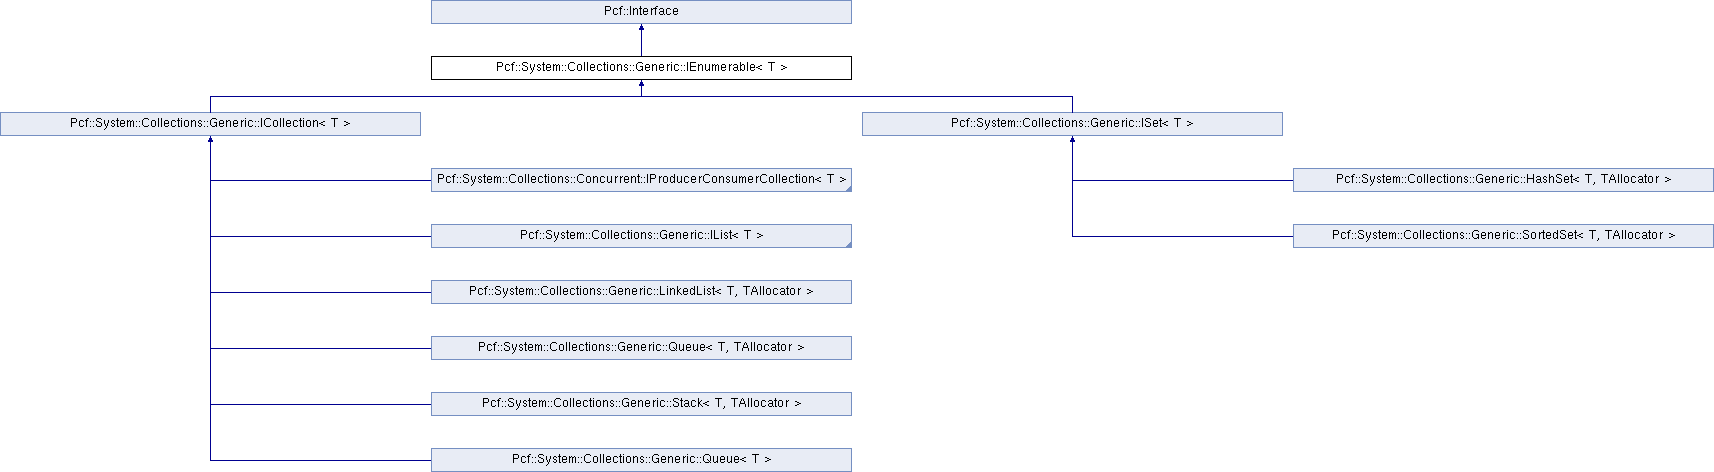 Pcf::Interface
Pcf::System::Collections::Generic::IEnumerable< T >
Pcf::System::Collections::Generic::ICollection< T >
Pcf::System::Collections::Generic::ISet< T >
Pcf::System::Collections::Concurrent::IProducerConsumerCollection< T >
Pcf::System::Collections::Generic::HashSet< T, TAllocator >
Pcf::System::Collections::Generic::IList< T >
Pcf::System::Collections::Generic::SortedSet< T, TAllocator >
Pcf::System::Collections::Generic::LinkedList< T, TAllocator >
Pcf::System::Collections::Generic::Queue< T, TAllocator >
Pcf::System::Collections::Generic::Stack< T, TAllocator >
Pcf::System::Collections::Generic::Queue< T >